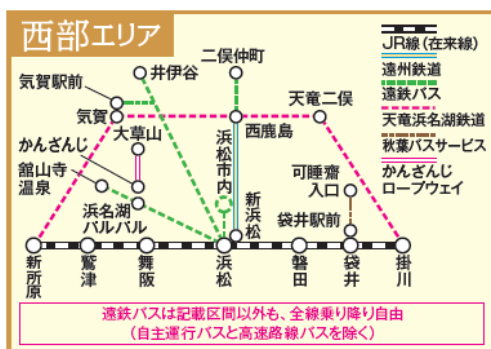 西部エリア
JR線(在来線)
遠州鉄道
遠鉄バス
天竜浜名湖鉄道
秋葉バスサービス
かんざんじ
ロープウェイ
井伊谷
二俣仲町
気賀駅前
天竜二俣
気賀
西鹿島
大草山
かんざんじ
舘山寺
温泉
浜名湖
パルパル
浜松市内
新浜松
可睡齋
入口
袋井駅前
新所原
鷲津
舞阪
浜松
磐田
袋井
掛川
遠鉄バスは記載区間以外も、全線乗り降り自由
(自主運行バスと高速路線バスを除く)